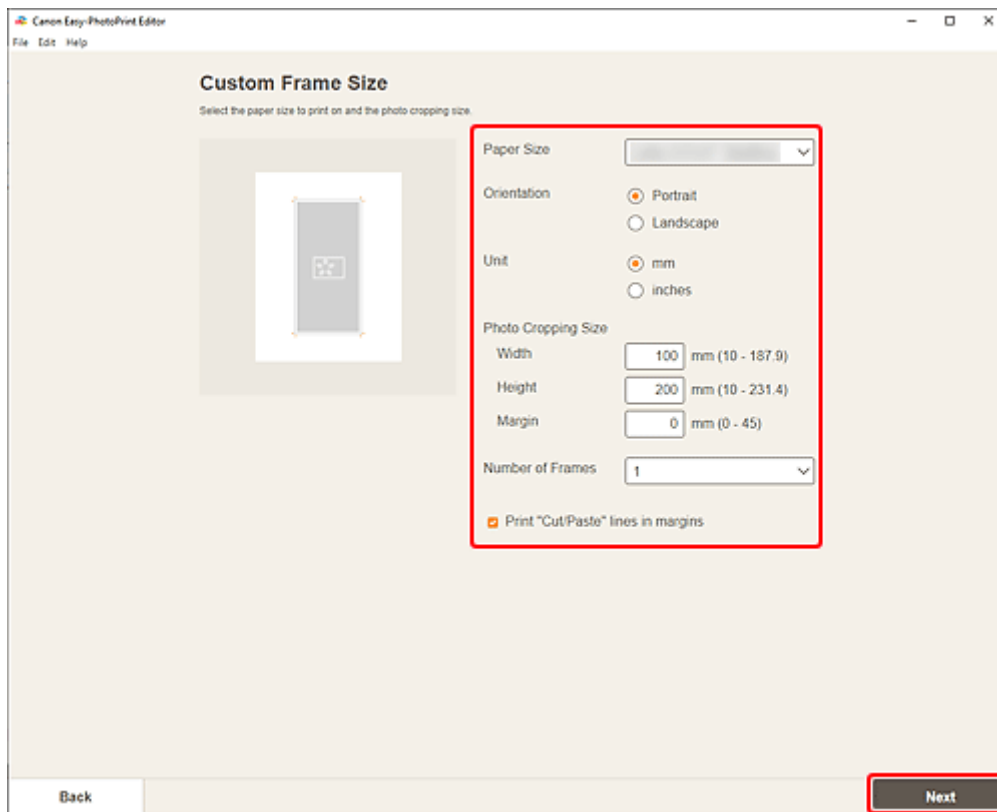 Canon Easy-PhotoPrint Editor
File Edit Help
Custom Frame Size
Select the paper size to print on and the photo cropping size.
Paper Size
Orientation
Portrait
Landscape
Unit
mm
inches
Photo Cropping Size
Width 100 mm (10 - 187.9)
Height 200 mm (10 - 231.4)
Margin 0 mm (0 - 45)
Number of Frames 1
Print "Cut/Paste" lines in margins
Back Next